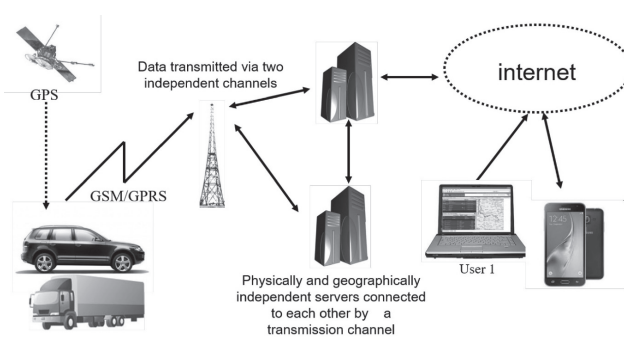 GPS
Data transmitted via two
independent channels
internet
GSM/GPRS
User 1
Physically and geographically
independent servers connected
to each other by a
transmission channel